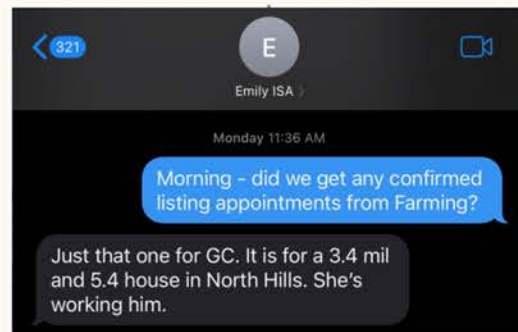 321
E
Emily ISA
Monday 11:36 AM
Morning - did we get any confirmed
listing appointments from Farming?
Just that one for GC. It is for a 3.4 mil
and 5.4 house in North Hills. She's
working him.